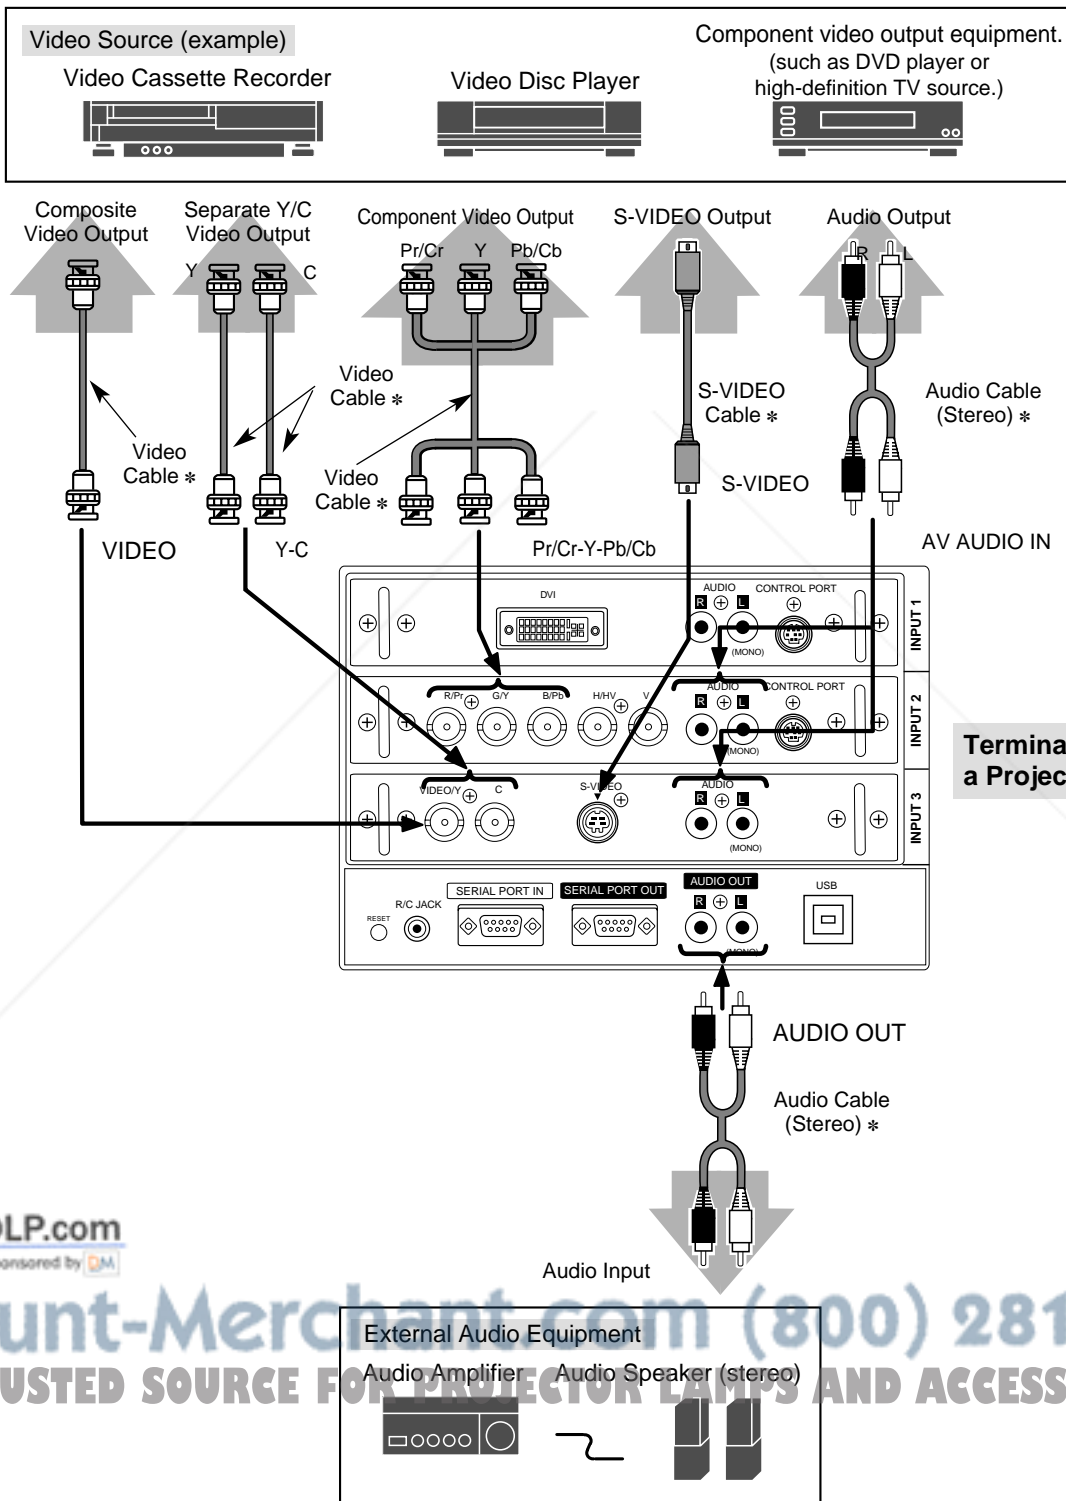 Video Source (example)
Component video output equipment.
(such as DVD player or
high-definition TV source.)
Video Cassette Recorder
Video Disc Player
Composite
Video Output
Separate Y/C
Video Output
Component Video Output
S-VIDEO Output
Audio Output
Y
C
Pr/Cr
Y
Pb/Cb
R
L
Video
Cable *
Video
Cable *
Video
Cable *
S-VIDEO
Cable *
Audio Cable
(Stereo) *
S-VIDEO
VIDEO
Y-C
Pr/Cr-Y-Pb/Cb
AV AUDIO IN
DVI
AUDIO
R
L
(MONO)
CONTROL PORT
INPUT 1
R/Pr
G/Y
B/Pb
H/HV
V
AUDIO
R
L
(MONO)
CONTROL PORT
INPUT 2
Termina
a Projec
VIDEO/Y
C
S-VIDEO
AUDIO
R
L
(MONO)
INPUT 3
RESET
R/C JACK
SERIAL PORT IN
SERIAL PORT OUT
AUDIO OUT
R
L
(MONO)
USB
AUDIO OUT
Audio Cable
(Stereo) *
LP.com
onsored by DM
Audio Input
unt-Merchant.com (800) 281
USTED SOURCE FOR PROJECTOR LAMPS AND ACCESS
External Audio Equipment
Audio Amplifier
Audio Speaker (stereo)